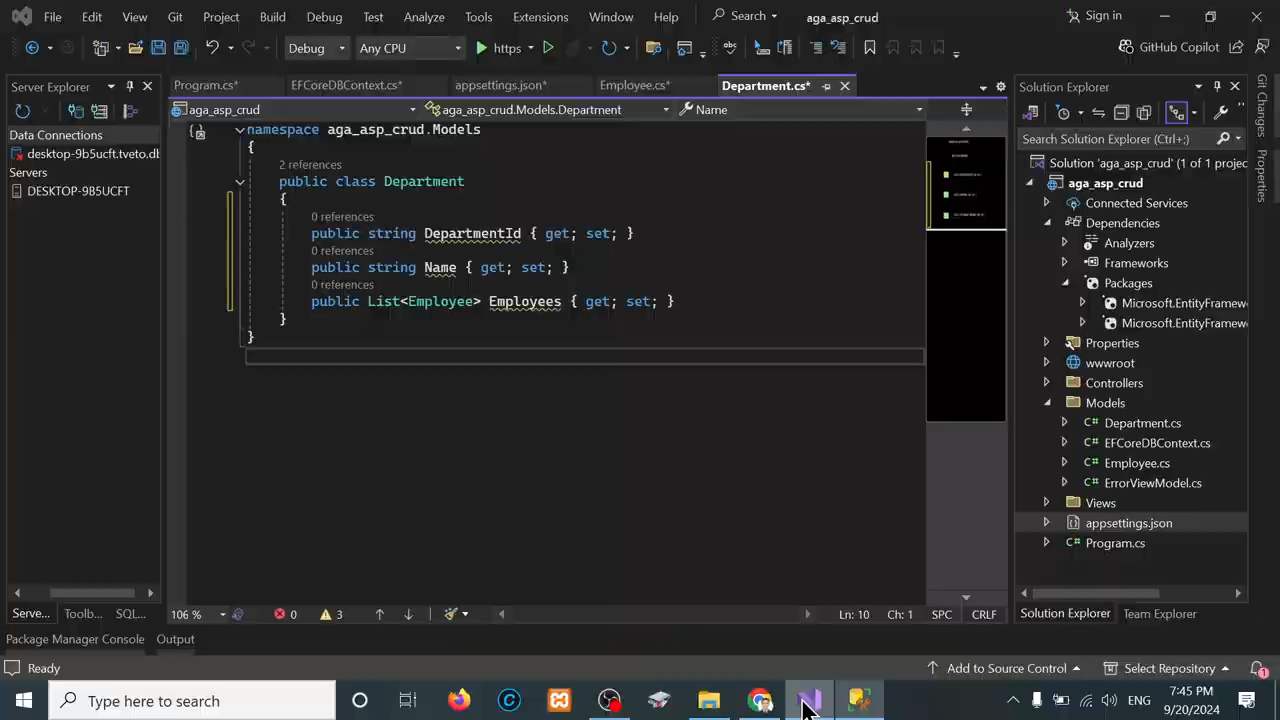 File Edit View Git Project Build Debug Test Analyze Tools Extensions Window Help Search aga_asp_crud Sign in
Debug Any CPU https GitHub Copilot
Server Explorer
Data Connections
desktop-9b5ucft.tveto.db
Servers
DESKTOP-9B5UCFT
Program.cs* EFCoreDBContext.cs* appsettings.json* Employee.cs* Department.cs*
aga_asp_crud aga_asp_crud.Models.Department Name
namespace aga_asp_crud.Models
{
2 references
public class Department
{
0 references
public string DepartmentId { get; set; }
0 references
public string Name { get; set; }
0 references
public List<Employee> Employees { get; set; }
}
}
106 % 0 3 Ln: 10 Ch: 1 SPC CRLF
Solution Explorer
Search Solution Explorer (Ctrl+;)
Solution 'aga_asp_crud' (1 of 1 projec
aga_asp_crud
Connected Services
Dependencies
Analyzers
Frameworks
Packages
Microsoft.EntityFramew
Microsoft.EntityFramew
Properties
wwwroot
Controllers
Models
Department.cs
EFCoreDBContext.cs
Employee.cs
ErrorViewModel.cs
Views
appsettings.json
Program.cs
Solution Explorer Team Explorer
Git Changes
Properties
Serve... Toolb... SQL...
Package Manager Console Output
Ready Add to Source Control Select Repository 1
Type here to search
ENG
7:45 PM
9/20/2024